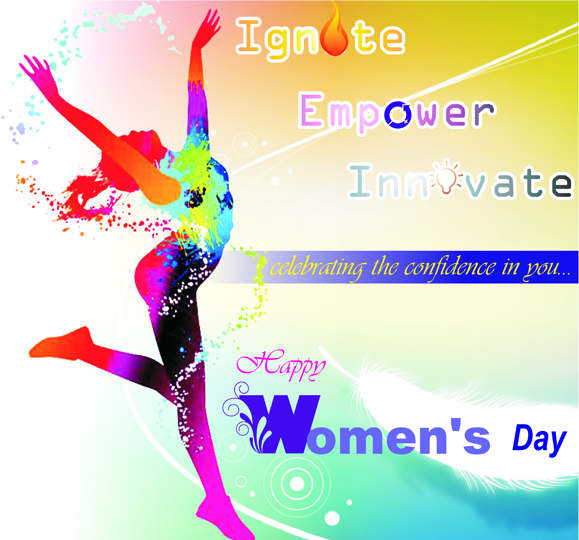 Ignite
Empower
Innovate
celebrating the confidence in you...
Happy
Women's Day